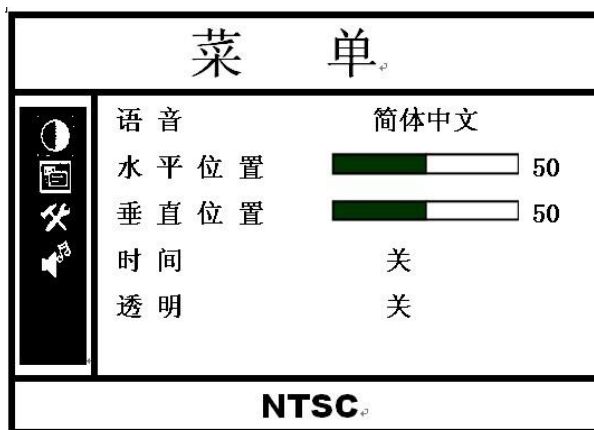 菜 单
语 音 简体中文
水 平 位 置 50
垂 直 位 置 50
时 间 关
透 明 关
NTSC